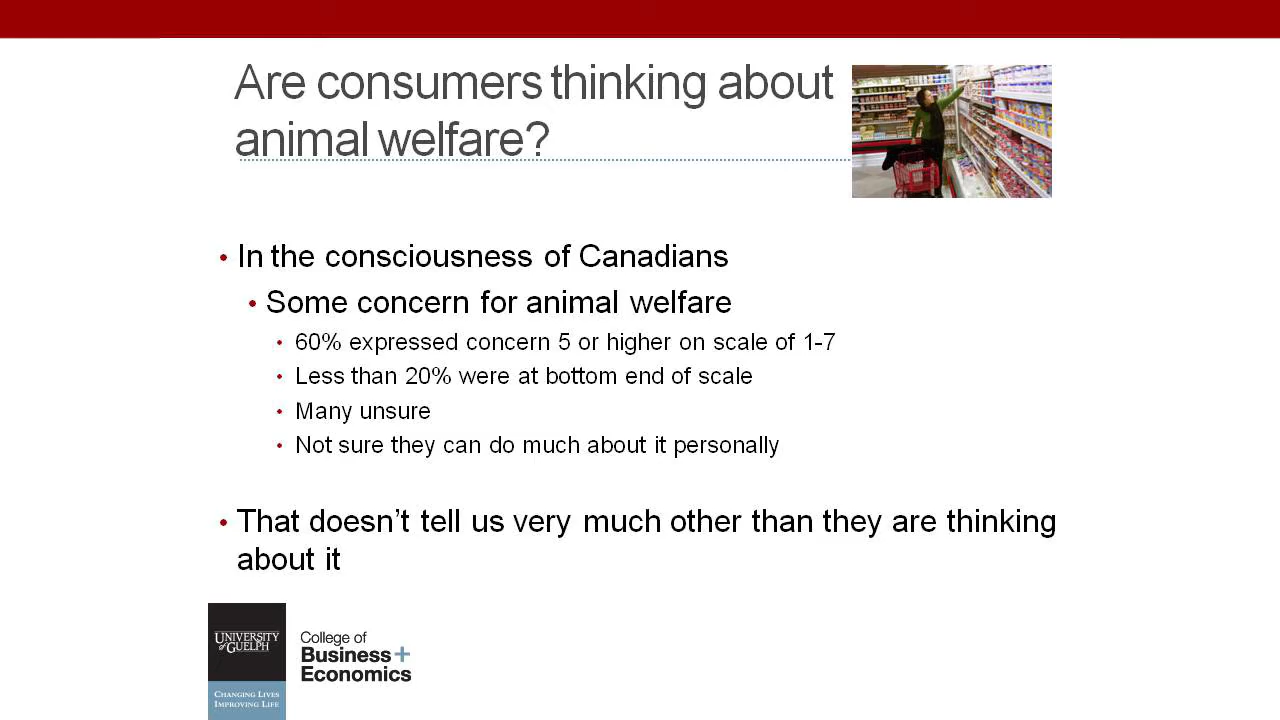 Are consumers thinking about
animal welfare?
• In the consciousness of Canadians
• Some concern for animal welfare
• 60% expressed concern 5 or higher on scale of 1-7
• Less than 20% were at bottom end of scale
• Many unsure
• Not sure they can do much about it personally
• That doesn’t tell us very much other than they are thinking
about it
UNIVERSITY
of GUELPH
CHANGING LIVES
IMPROVING LIFE
College of
Business+
Economics